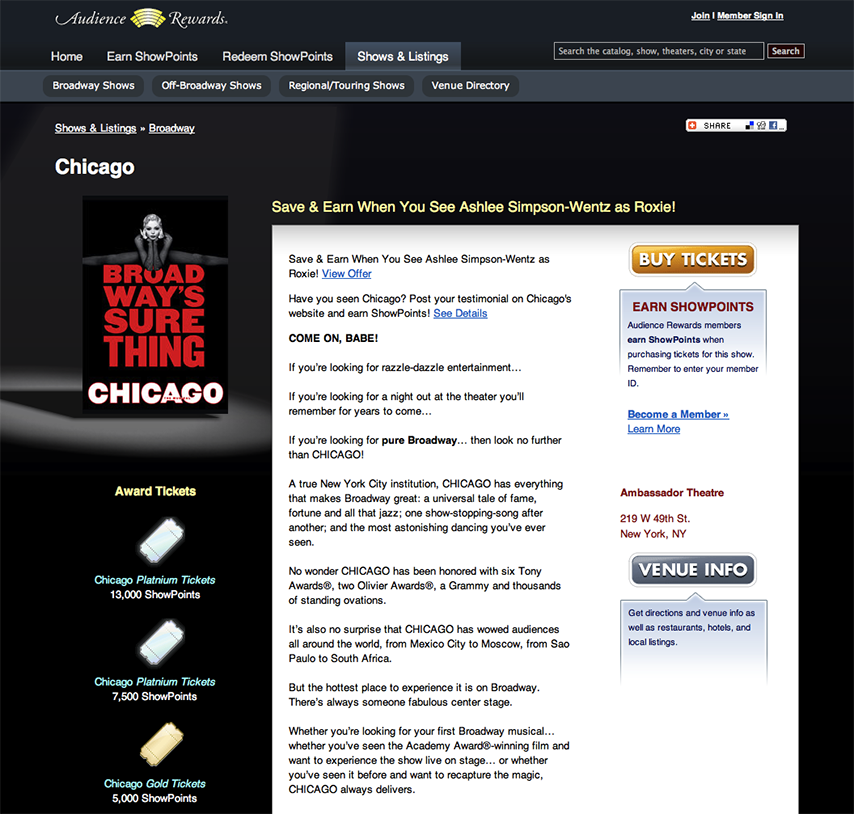 Audience Rewards
Join | Member Sign In
Home Earn ShowPoints Redeem ShowPoints Shows & Listings
Search the catalog, show, theaters, city or state Search
Broadway Shows Off-Broadway Shows Regional/Touring Shows Venue Directory
Shows & Listings » Broadway
SHARE
Chicago
BROAD
WAY'S
SURE
THING
CHICAGO
Award Tickets
Chicago Platnium Tickets
13,000 ShowPoints
Chicago Platnium Tickets
7,500 ShowPoints
Chicago Gold Tickets
5,000 ShowPoints
Save & Earn When You See Ashlee Simpson-Wentz as Roxie!
Save & Earn When You See Ashlee Simpson-Wentz as
Roxie! View Offer
Have you seen Chicago? Post your testimonial on Chicago's
website and earn ShowPoints! See Details
COME ON, BABE!
If you're looking for razzle-dazzle entertainment…
If you're looking for a night out at the theater you'll
remember for years to come…
If you're looking for pure Broadway… then look no further
than CHICAGO!
A true New York City institution, CHICAGO has everything
that makes Broadway great: a universal tale of fame,
fortune and all that jazz; one show-stopping-song after
another; and the most astonishing dancing you've ever
seen.
No wonder CHICAGO has been honored with six Tony
Awards®, two Olivier Awards®, a Grammy and thousands
of standing ovations.
It's also no surprise that CHICAGO has wowed audiences
all around the world, from Mexico City to Moscow, from Sao
Paulo to South Africa.
But the hottest place to experience it is on Broadway.
There's always someone fabulous center stage.
Whether you're looking for your first Broadway musical…
whether you've seen the Academy Award®-winning film and
want to experience the show live on stage… or whether
you've seen it before and want to recapture the magic,
CHICAGO always delivers.
BUY TICKETS
EARN SHOWPOINTS
Audience Rewards members
earn ShowPoints when
purchasing tickets for this show.
Remember to enter your member
ID.
Become a Member »
Learn More
Ambassador Theatre
219 W 49th St.
New York, NY
VENUE INFO
Get directions and venue info as
well as restaurants, hotels, and
local listings.